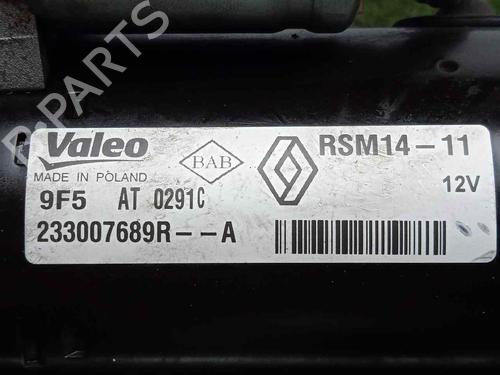 B-PARTS
Valeo
MADE IN POLAND
BAB
RSM14-11
12V
9F5 AT 0291C
233007689R--A